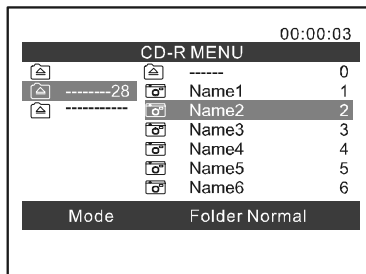 00:00:03
CD-R MENU
------ 0
--------28 Name1 1
----------- Name2 2
Name3 3
Name4 4
Name5 5
Name6 6
Mode Folder Normal